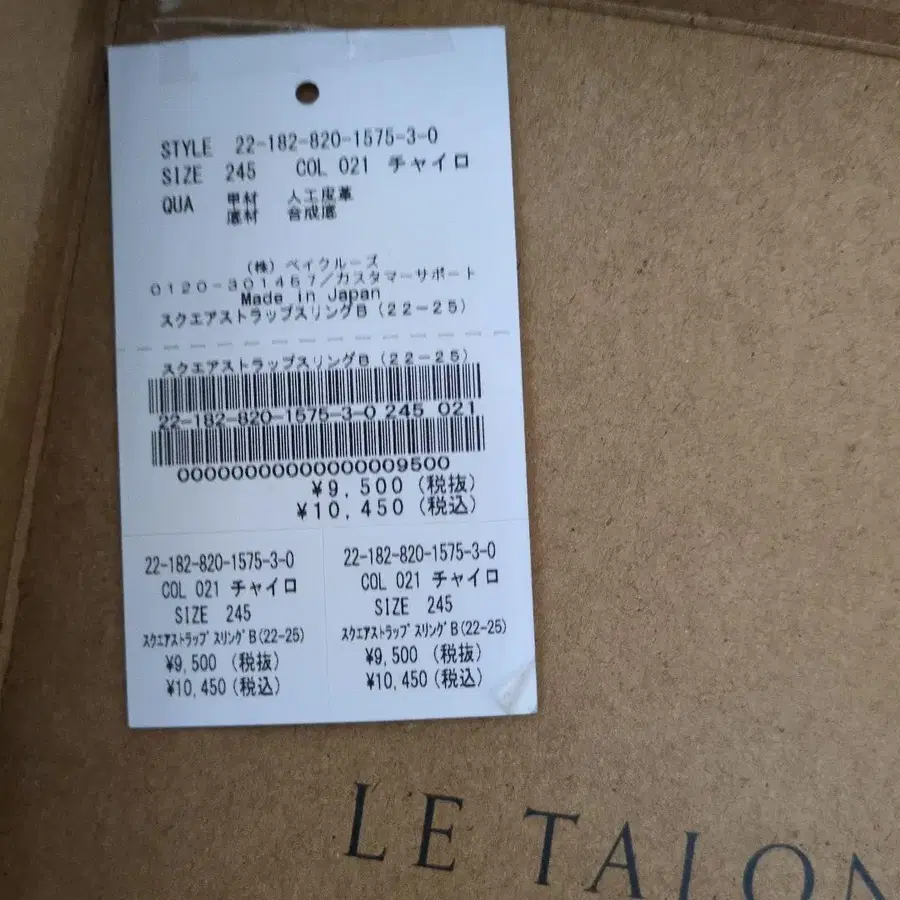 STYLE 22-182-820-1575-3-0
SIZE 245 COL 021 チャイロ
QUA 甲材 人工皮革
底材 合成底
(株) ベイクルーズ
0120-301457/カスタマーサポート
Made in Japan
スクエアストラップスリングB(22-25)
スクエアストラップスリングB(22-25)
22-182-820-1575-3-0 245 021
00000000000000009500
¥9,500 (税抜)
¥10,450 (税込)
22-182-820-1575-3-0
COL 021 チャイロ
SIZE 245
スクエアストラップスリングB(22-25)
¥9,500 (税抜)
¥10,450(税込)
22-182-820-1575-3-0
COL 021 チャイロ
SIZE 245
スクエアストラップスリングB(22-25)
¥9,500 (税抜)
¥10,450(税込)
LE TALON